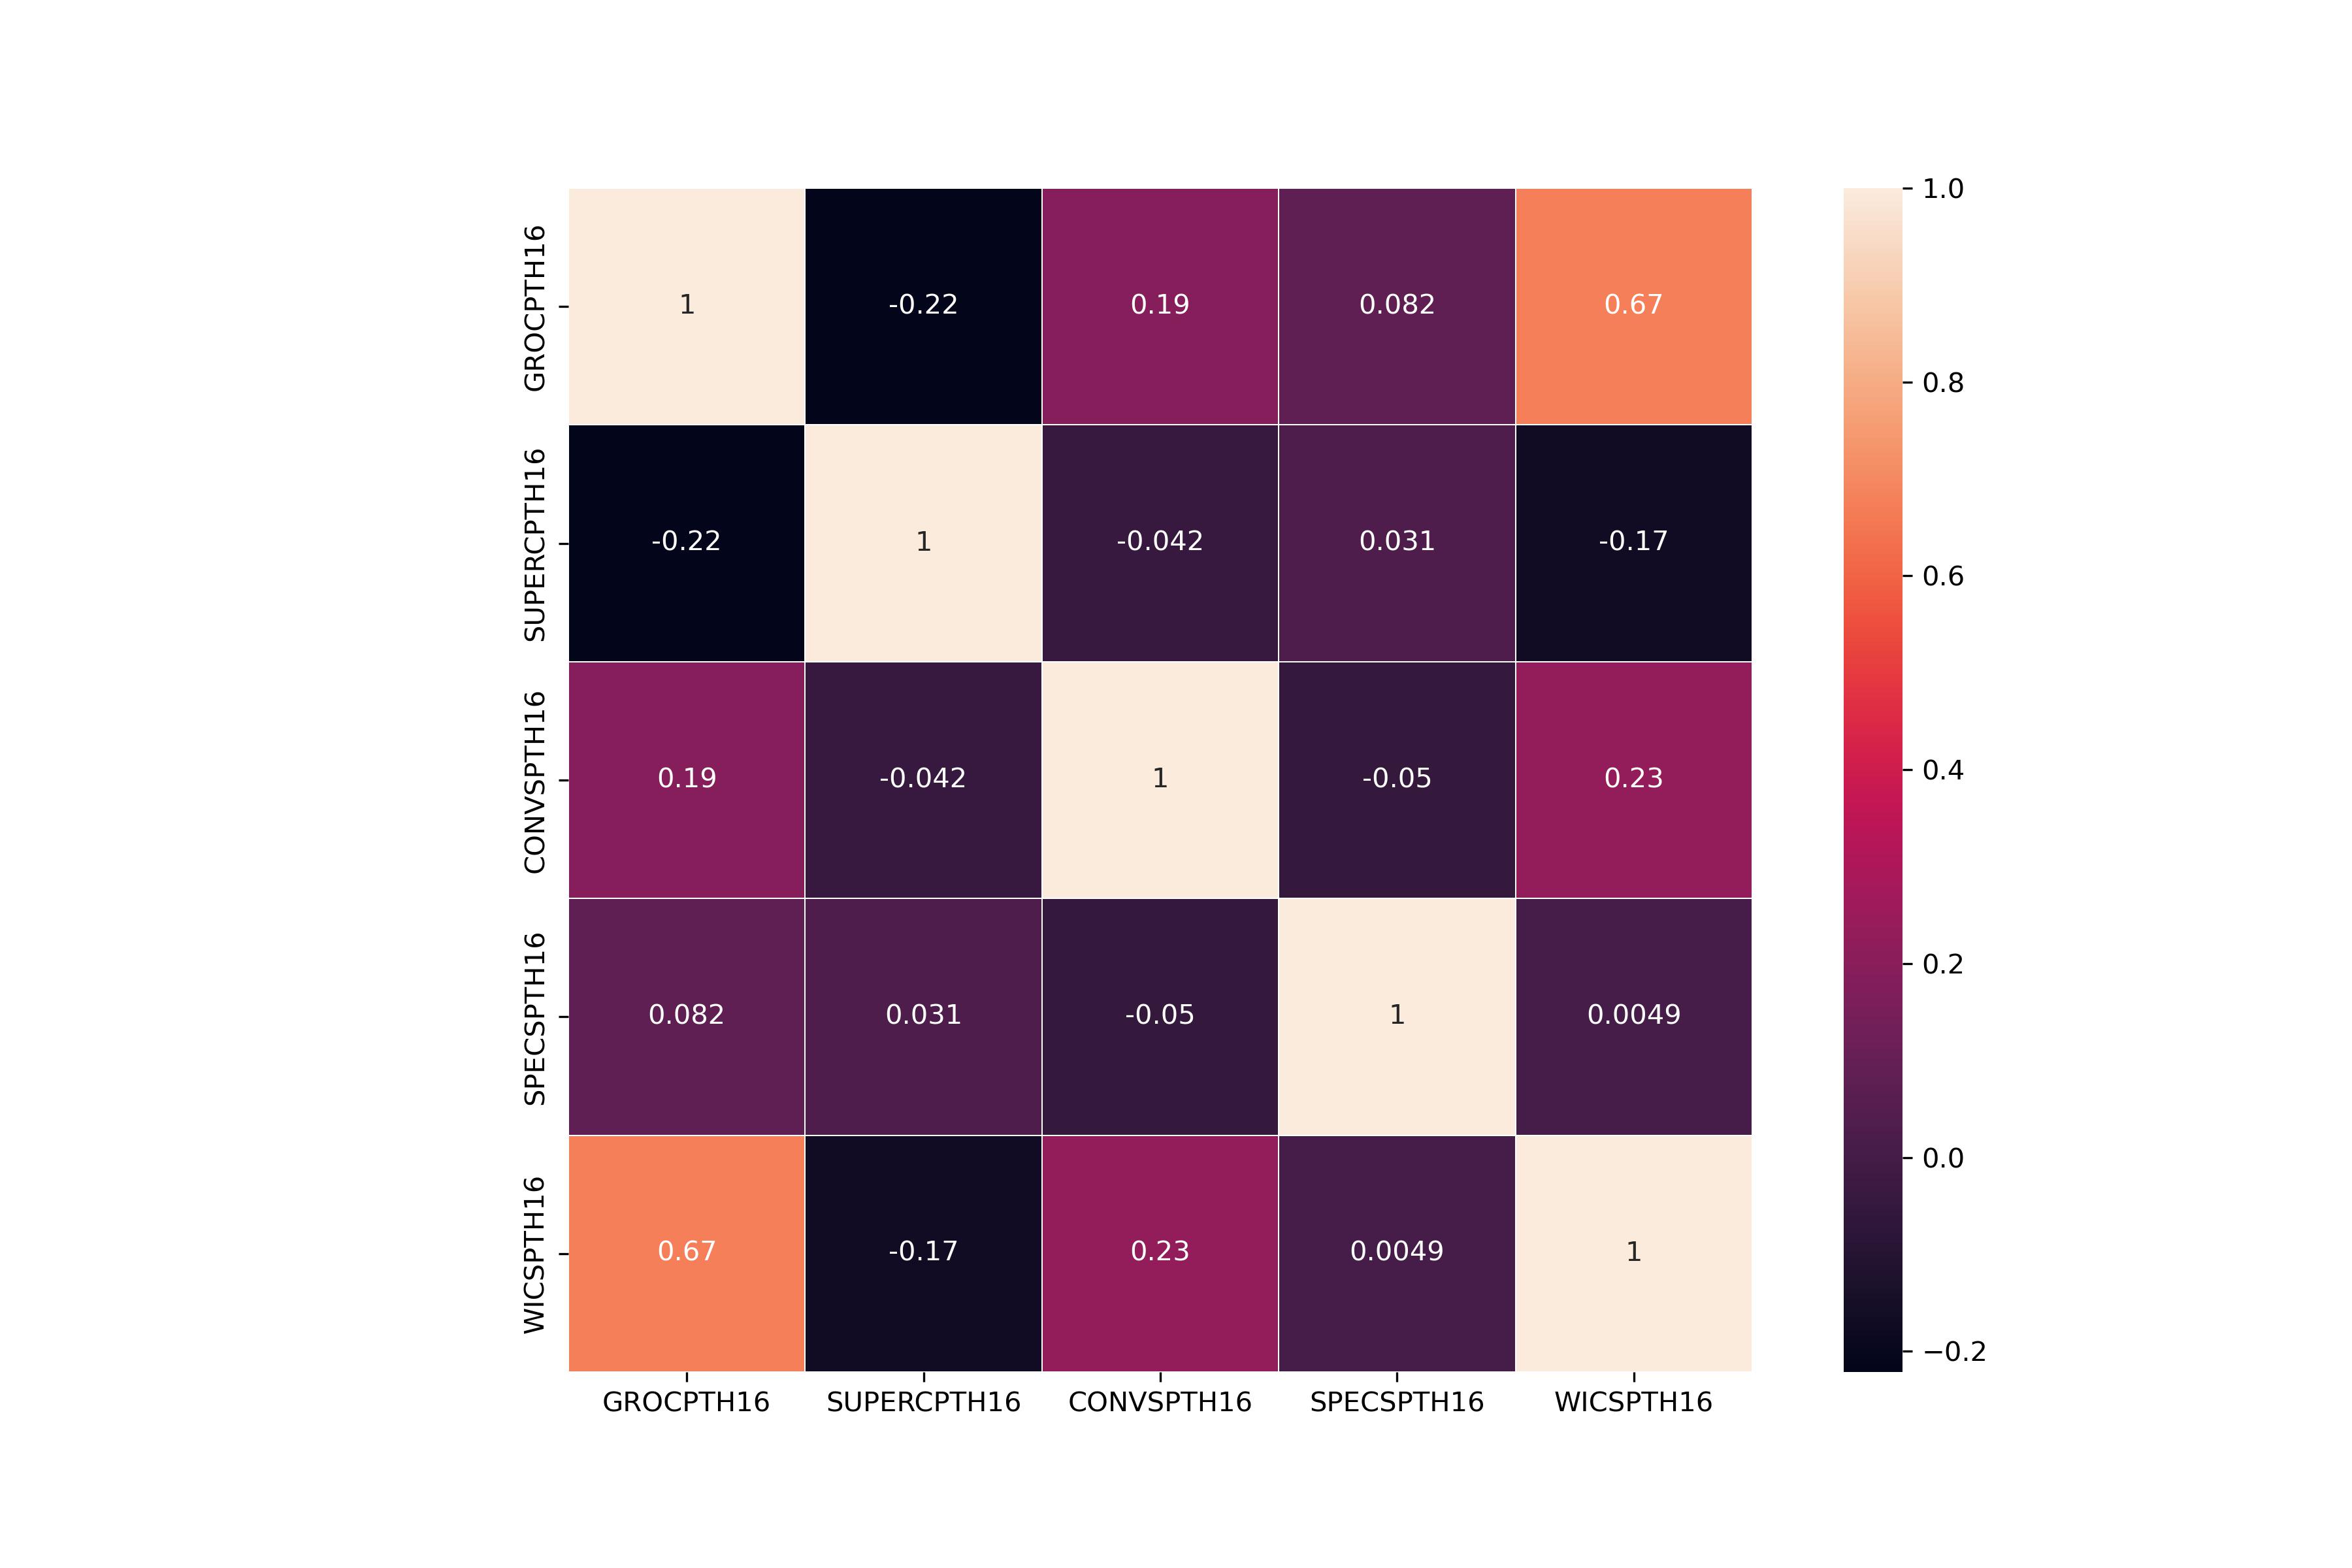 GROCPTH16 1 -0.22 0.19 0.082 0.67
SUPERCPTH16 -0.22 1 -0.042 0.031 -0.17
CONVSPTH16 0.19 -0.042 1 -0.05 0.23
SPECSPTH16 0.082 0.031 -0.05 1 0.0049
WICSPTH16 0.67 -0.17 0.23 0.0049 1
GROCPTH16 SUPERCPTH16 CONVSPTH16 SPECSPTH16 WICSPTH16
1.0
0.8
0.6
0.4
0.2
0.0
−0.2